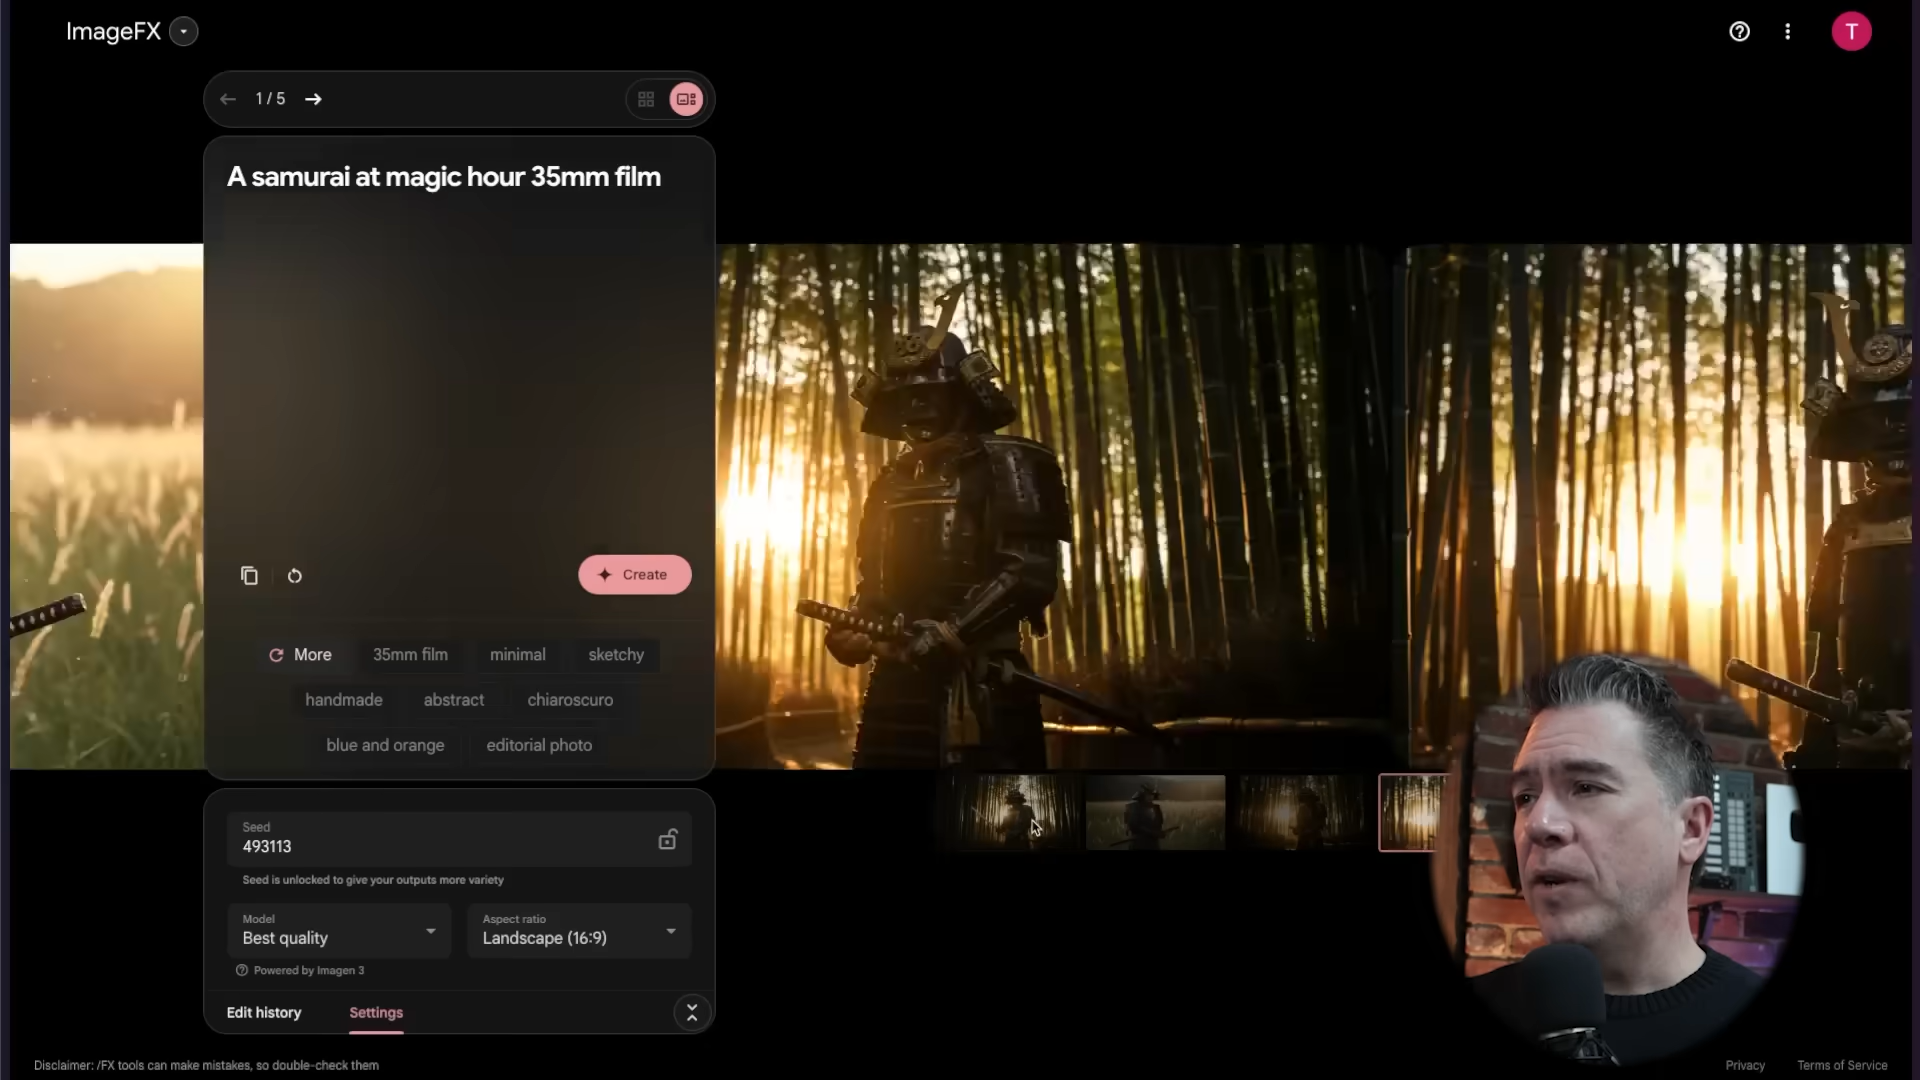 ImageFX
T
1 / 5
A samurai at magic hour 35mm film
Create
More 35mm film minimal sketchy
handmade abstract chiaroscuro
blue and orange editorial photo
Seed
493113
Seed is unlocked to give your outputs more variety
Model Aspect ratio
Best quality Landscape (16:9)
Powered by Imagen 3
Edit history Settings
Disclaimer: /FX tools can make mistakes, so double-check them Privacy Terms of Service